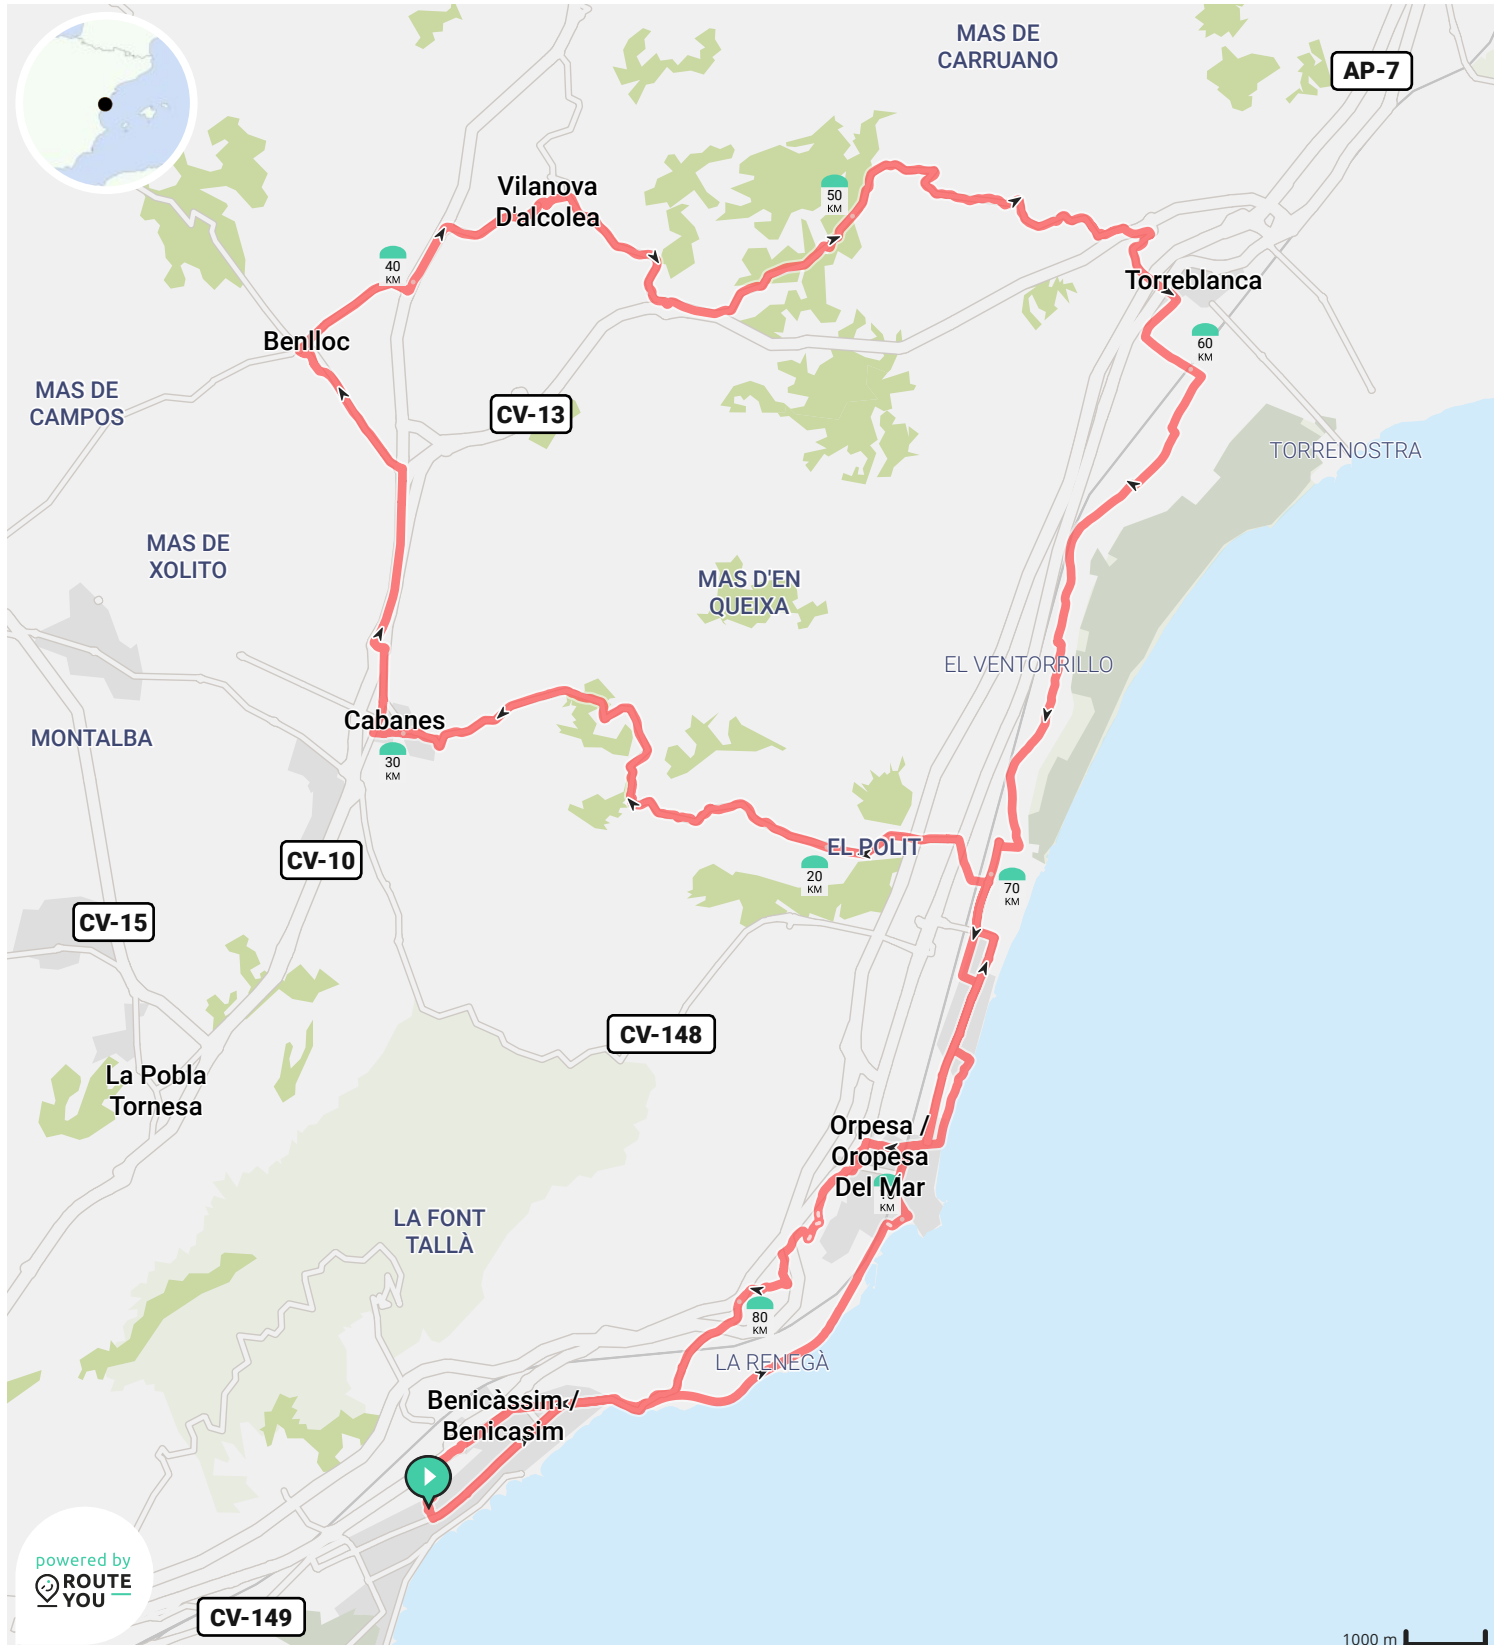 MAS DE
CARRUANO
AP-7
Vilanova
D'alcolea
50
KM
40
KM
Torreblanca
Benlloc
60
KM
MAS DE
CAMPOS
CV-13
TORRENOSTRA
MAS DE
XOLITO
MAS D'EN
QUEIXA
EL VENTORRILLO
Cabanes
MONTALBA
30
KM
EL POLIT
CV-10
20
KM
70
KM
CV-15
CV-148
La Pobla
Tornesa
Orpesa /
Oropesa
Del Mar
KM
LA FONT
TALLÀ
80
KM
LA RENEGÀ
Benicàssim /
Benicasim
powered by
ROUTE
YOU
CV-149
1000 m